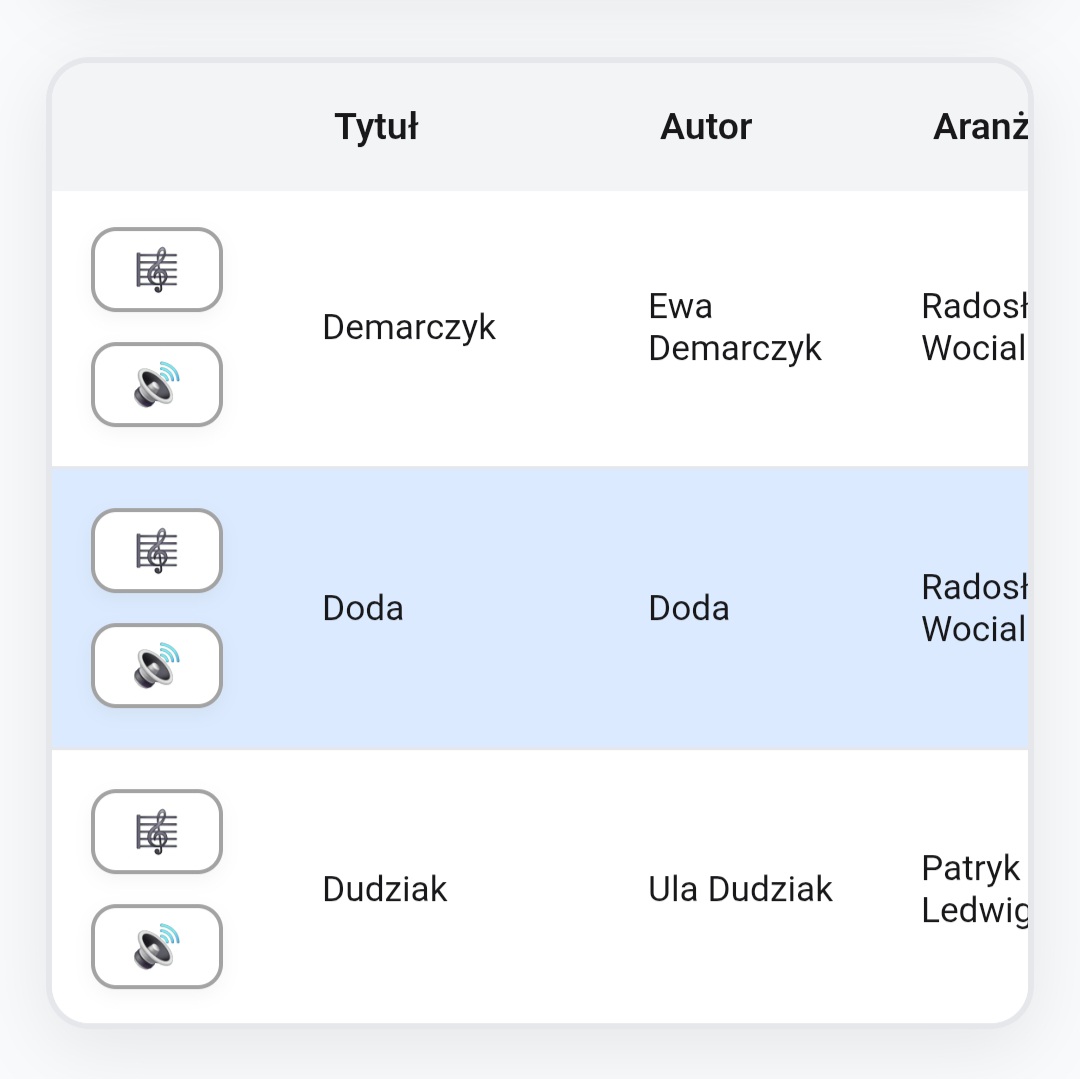 Tytuł Autor Aranż
Demarczyk
Ewa
Demarczyk
Radosł
Wocial
Doda
Doda
Radosł
Wocial
Dudziak
Ula Dudziak
Patryk
Ledwig